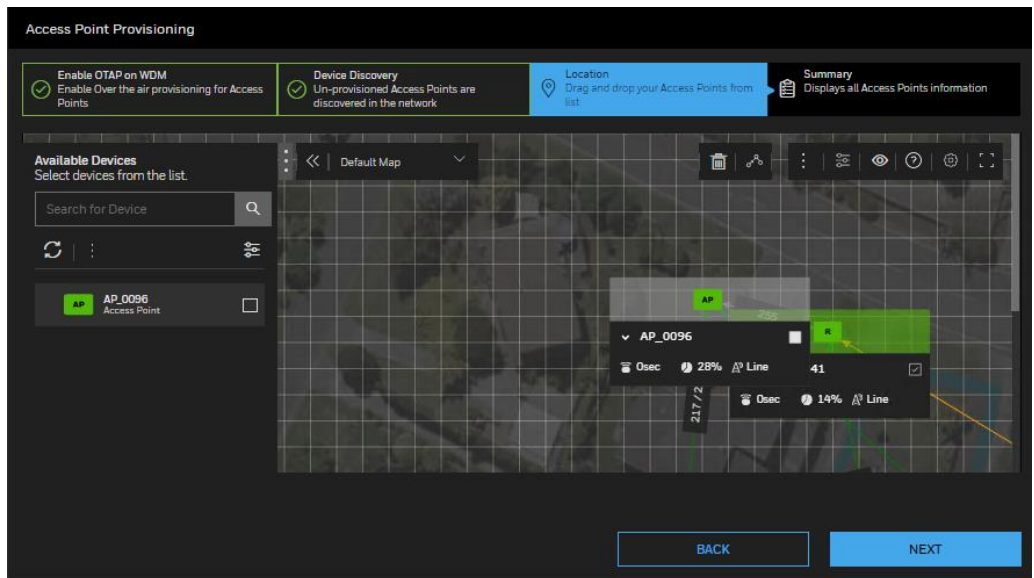 Access Point Provisioning
Enable OTAP on WDM
Enable Over the air provisioning for Access
Points
Device Discovery
Un-provisioned Access Points are
discovered in the network
Location
Drag and drop your Access Points from
list
Summary
Displays all Access Points information
Available Devices
Select devices from the list.
Search for Device
AP
AP_0096
Access Point
Default Map
AP
255
R
AP_0096
0sec 28% Line
41
0sec 14% Line
217 / 2
BACK
NEXT